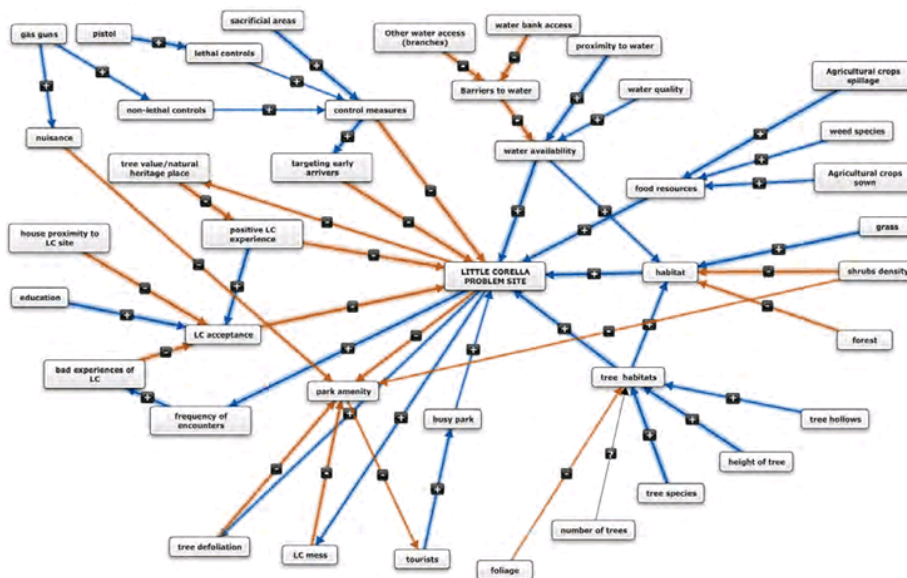 sacrificial areas
gas guns
pistol
Other water access
(branches)
water bank access
proximity to water
lethal controls
Agricultural crops
spillage
Barriers to water
water quality
non-lethal controls
control measures
nuisance
weed species
tree value/natural
heritage place
targeting early
arrivers
water availability
food resources
Agricultural crops
sown
house proximity to
LC site
positive LC
experience
grass
LITTLE CORELLA
PROBLEM SITE
habitat
shrubs density
education
LC acceptance
forest
bad experiences of
LC
park amenity
tree habitats
frequency of
encounters
busy park
tree hollows
height of tree
tree species
number of trees
tree defoliation
LC mess
tourists
foliage
+
+
+
+
+
+
+
-
-
-
+
+
+
+
+
+
-
-
-
-
-
-
+
+
+
+
-
-
-
+
-
-
-
-
+
+
-
+
+
+
+
-
-
-
+
+
-
?
+
+
+